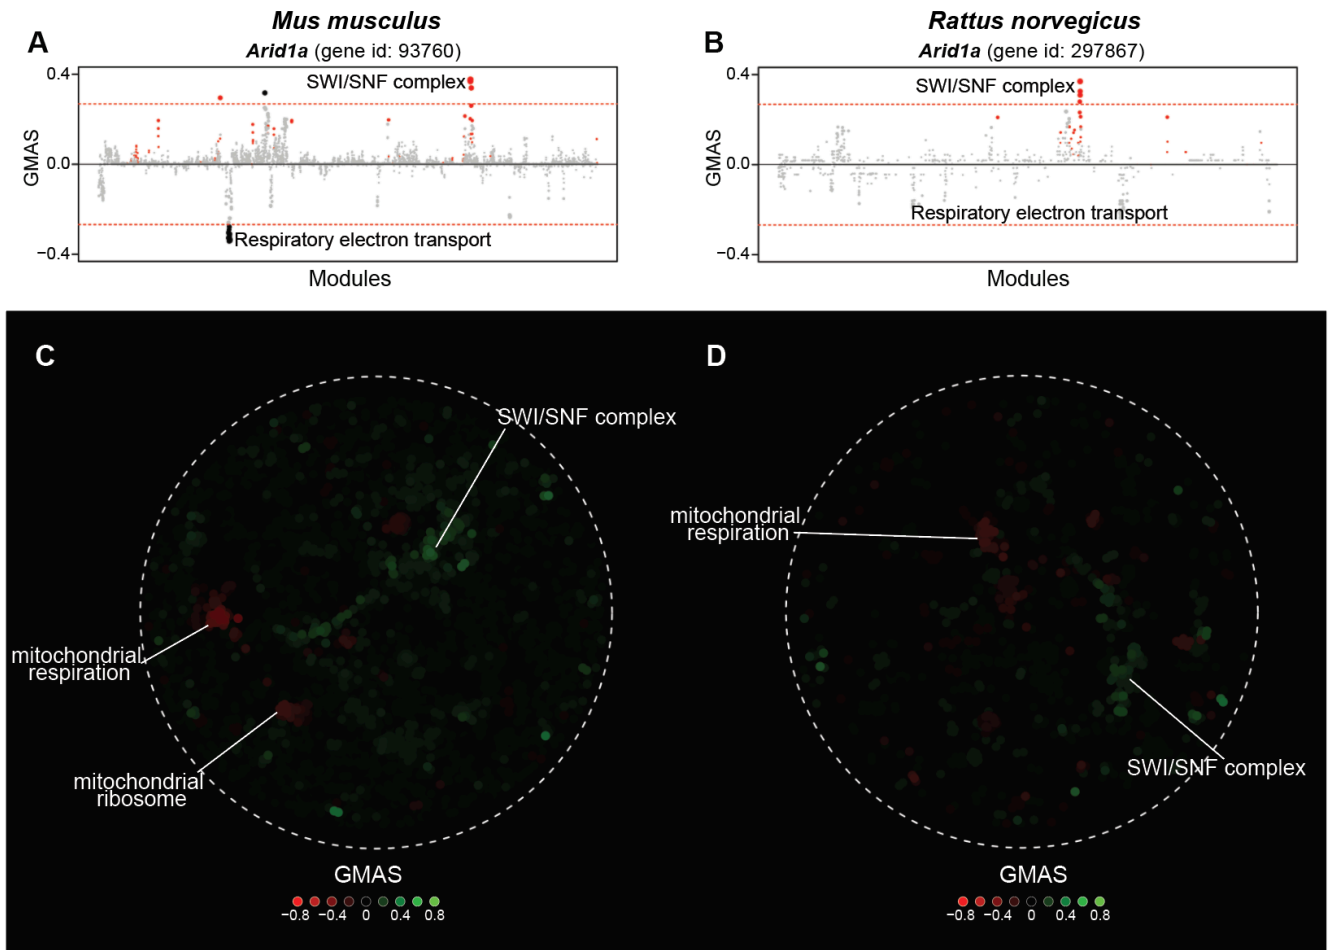 Mus musculus
Rattus norvegicus
A
Arid1a (gene id: 93760)
B
Arid1a (gene id: 297867)
0.4
SWI/SNF complex
GMAS
0.0
Respiratory electron transport
−0.4
Modules
0.4
SWI/SNF complex
GMAS
0.0
Respiratory electron transport
−0.4
Modules
C
SWI/SNF complex
mitochondrial
respiration
mitochondrial
ribosome
GMAS
−0.8 −0.4 0 0.4 0.8
D
mitochondrial
respiration
SWI/SNF complex
GMAS
−0.8 −0.4 0 0.4 0.8